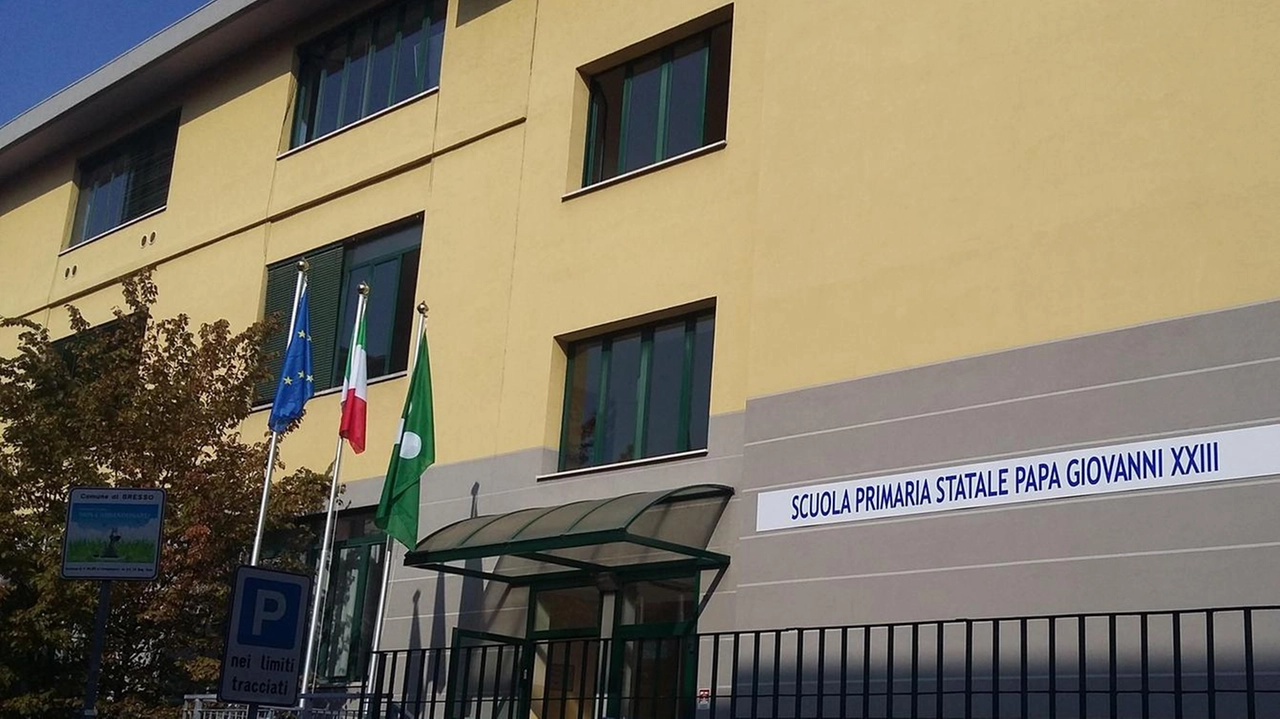 SCUOLA PRIMARIA STATALE PAPA GIOVANNI XXIII
Comune di BRESSO
P
nei limiti
tracciati